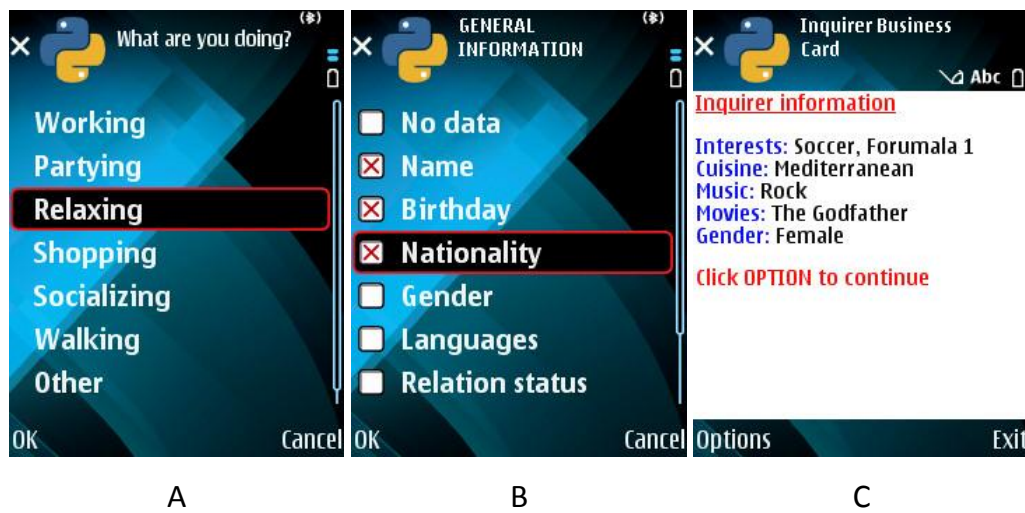 What are you doing?
Working
Partying
Relaxing
Shopping
Socializing
Walking
Other
OK Cancel
GENERAL
INFORMATION
No data
Name
Birthday
Nationality
Gender
Languages
Relation status
OK Cancel
Inquirer Business
Card
Abc
Inquirer information
Interests: Soccer, Forumala 1
Cuisine: Mediterranean
Music: Rock
Movies: The Godfather
Gender: Female
Click OPTION to continue
Options Exit
A B C